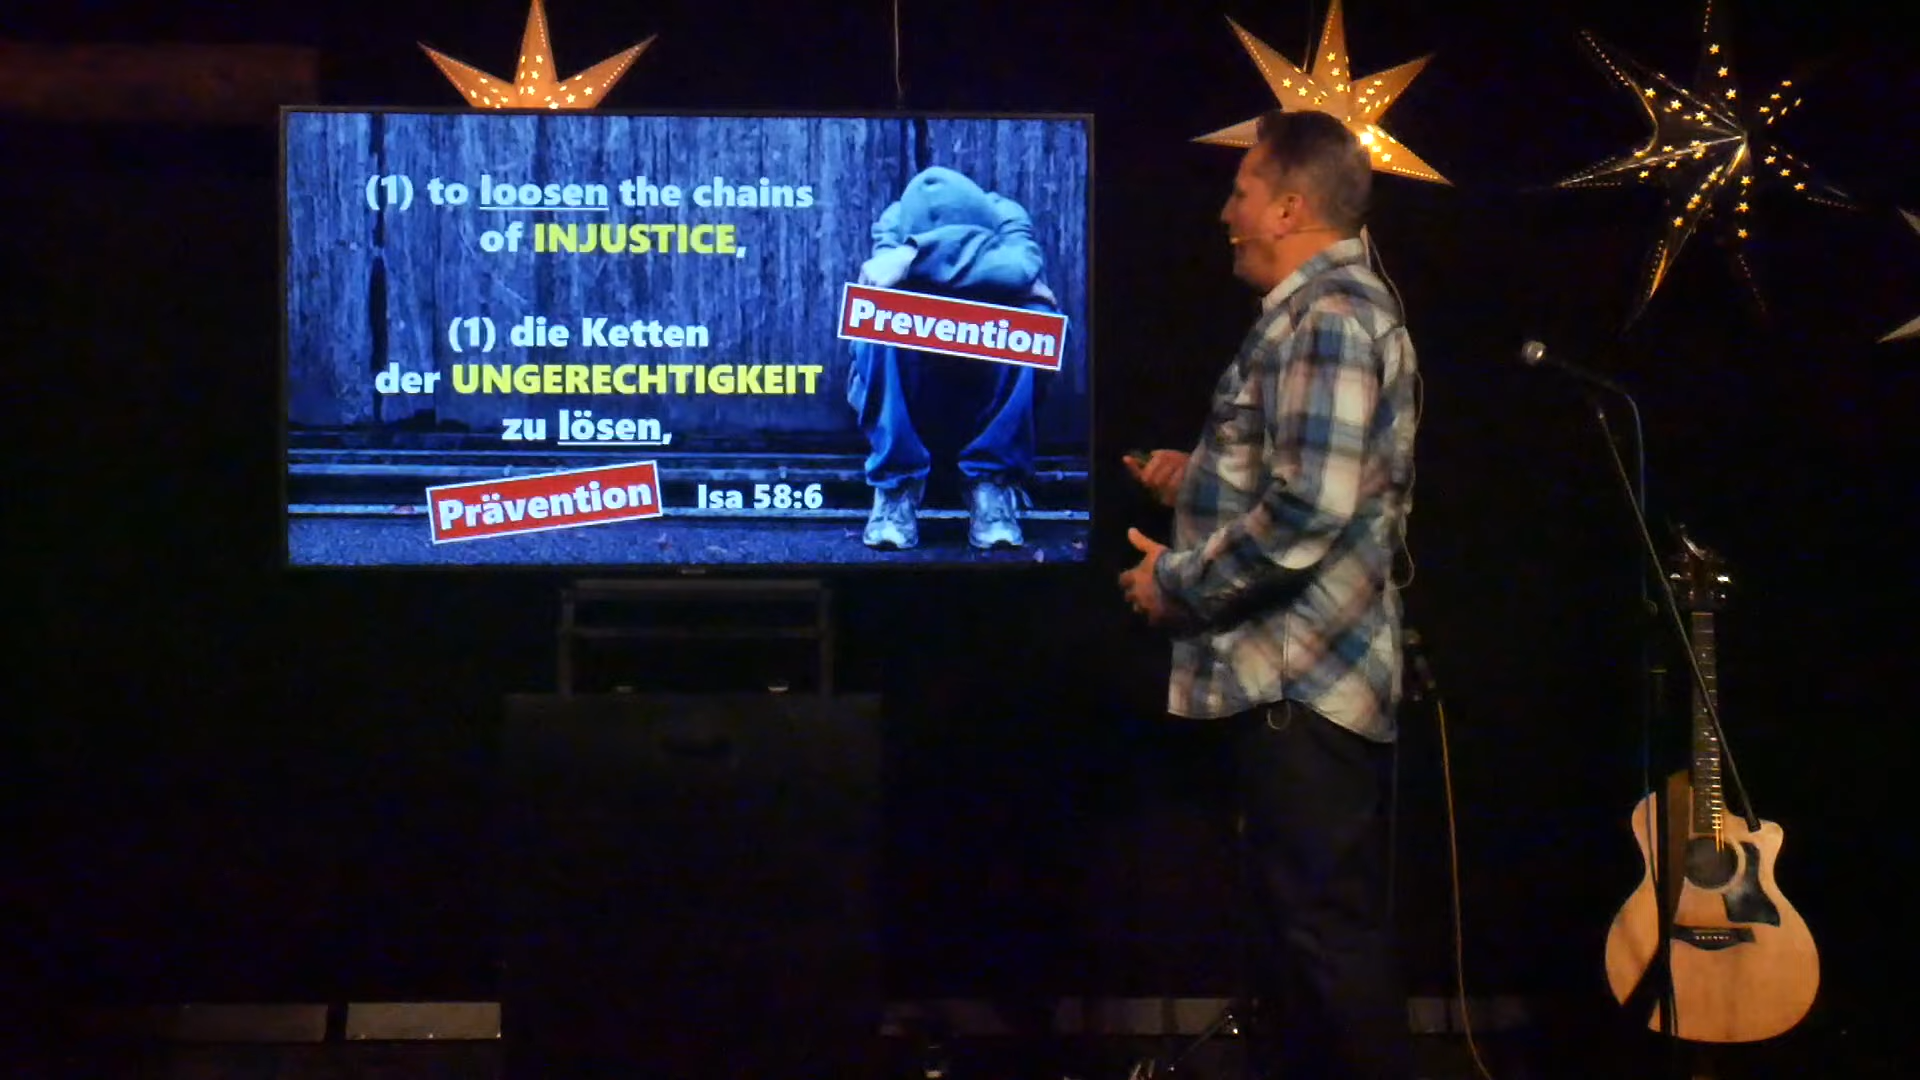 (1) to loosen the chains
of INJUSTICE,
Prevention
(1) die Ketten
der UNGERECHTIGKEIT
zu lösen,
Prävention
Isa 58:6